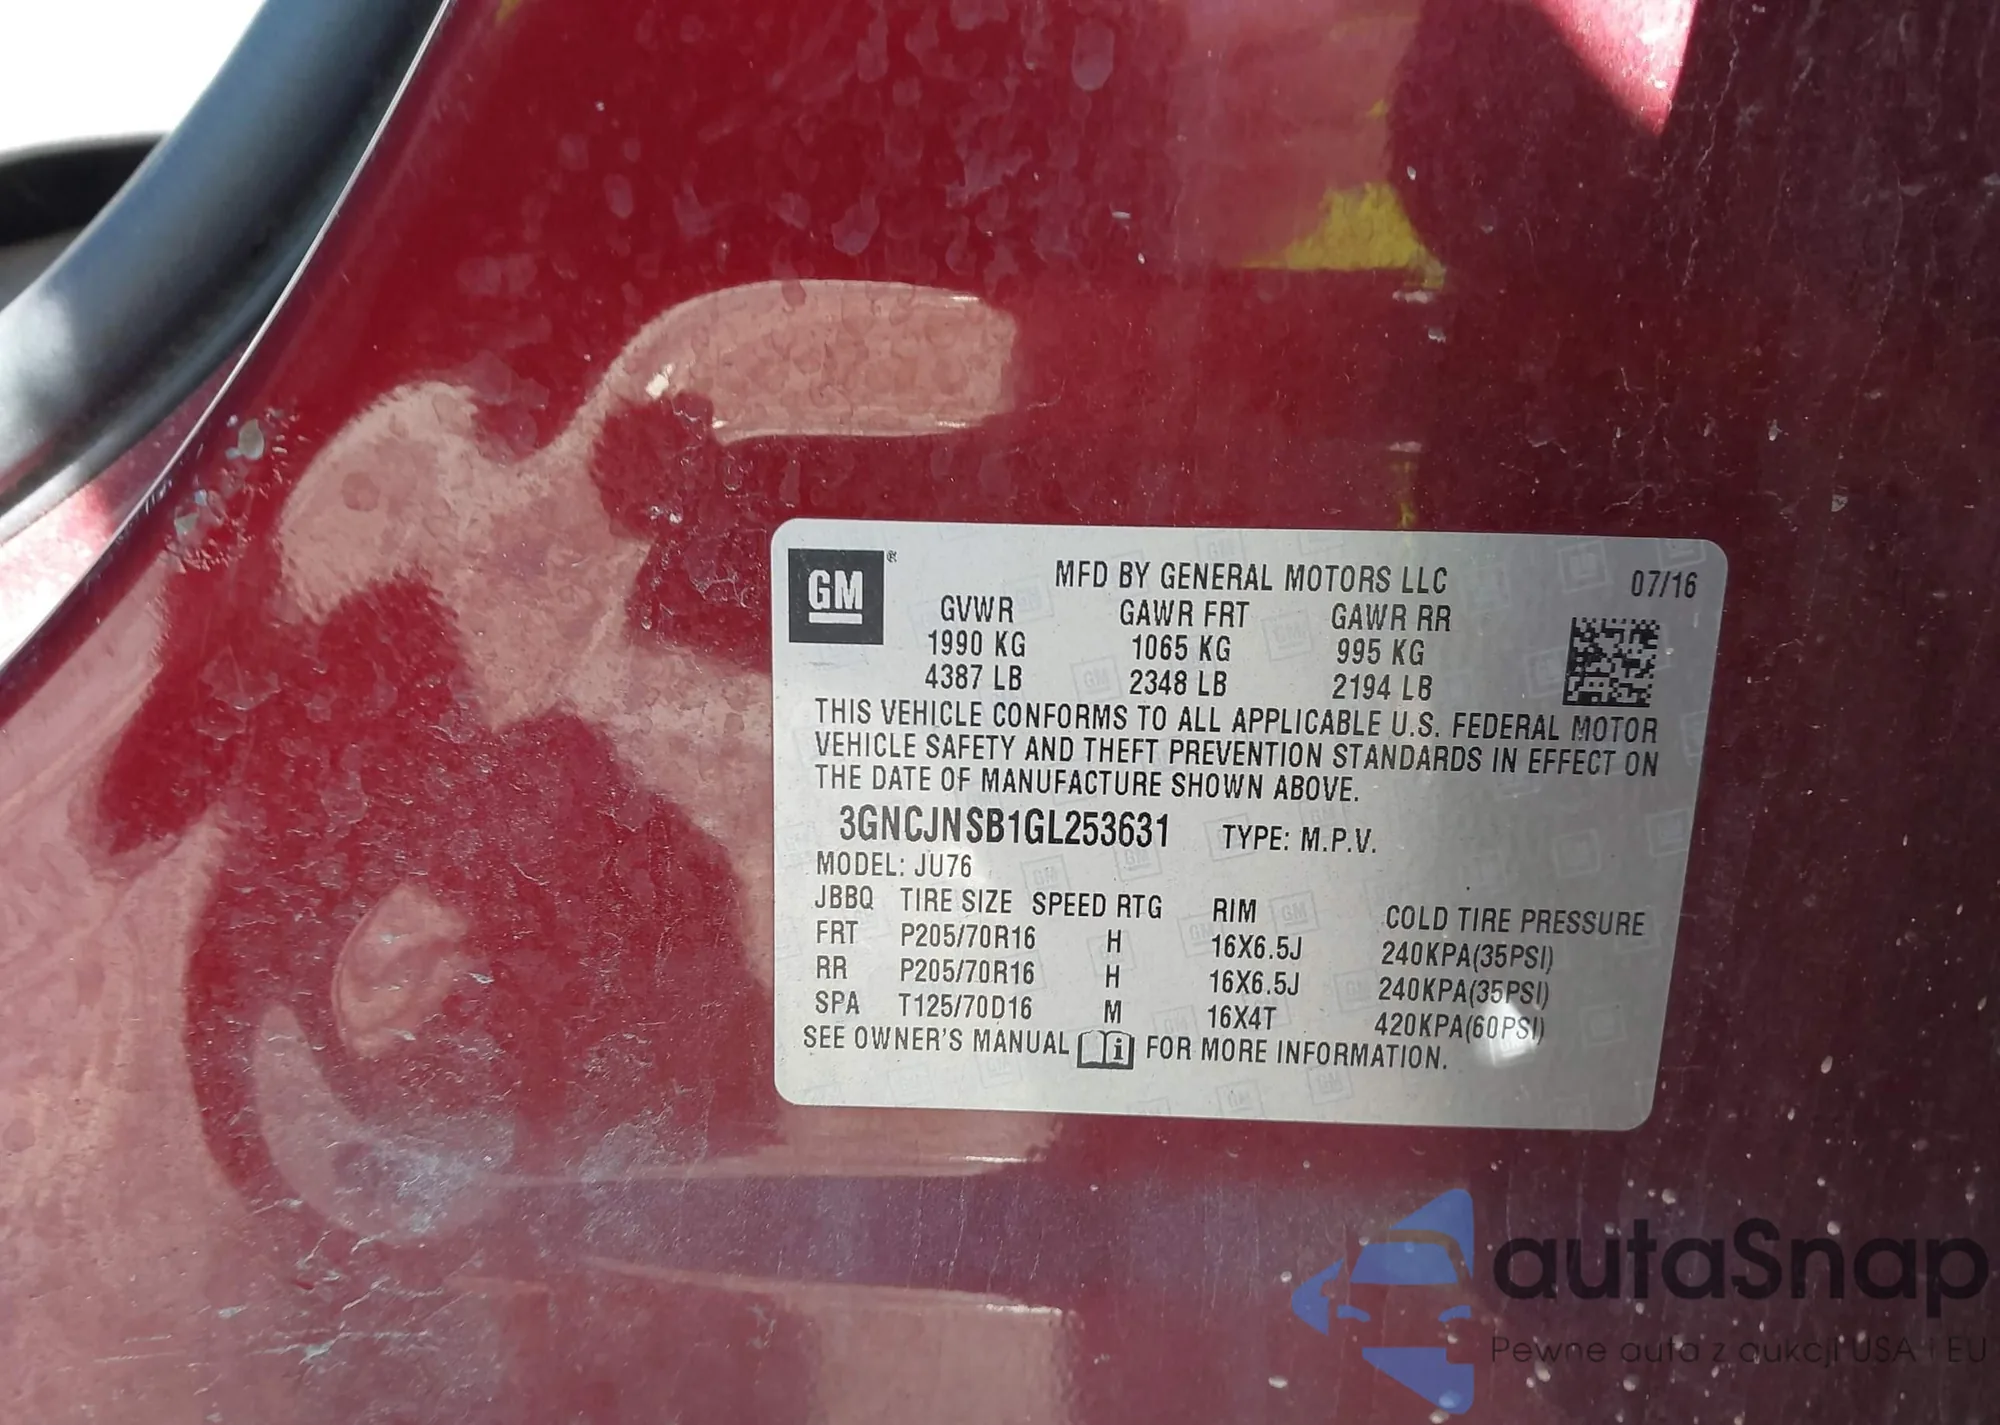 GM ® MFD BY GENERAL MOTORS LLC 07/16
GVWR GAWR FRT GAWR RR
1990 KG 1065 KG 995 KG
4387 LB 2348 LB 2194 LB
THIS VEHICLE CONFORMS TO ALL APPLICABLE U.S. FEDERAL MOTOR
VEHICLE SAFETY AND THEFT PREVENTION STANDARDS IN EFFECT ON
THE DATE OF MANUFACTURE SHOWN ABOVE.
3GNCJNSB1GL253631 TYPE: M.P.V.
MODEL: JU76
JBBQ TIRE SIZE SPEED RTG RIM COLD TIRE PRESSURE
FRT P205/70R16 H 16X6.5J 240KPA(35PSI)
RR P205/70R16 H 16X6.5J 240KPA(35PSI)
SPA T125/70D16 M 16X4T 420KPA(60PSI)
SEE OWNER'S MANUAL i FOR MORE INFORMATION.
autaSnap
Pewne auta z aukcji USA i EU